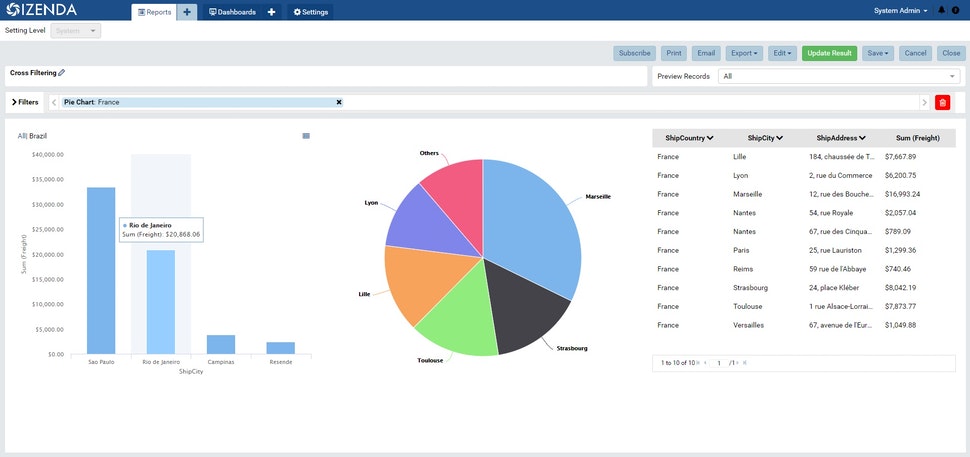 IZENDA
Reports
Dashboards
Settings
System Admin
Setting Level
System
Subscribe
Print
Email
Export
Edit
Update Result
Save
Cancel
Close
Cross Filtering
Preview Records
All
Filters
Pie Chart: France
All| Brazil
$40,000.00
$35,000.00
$30,000.00
$25,000.00
$20,000.00
$15,000.00
$10,000.00
$5,000.00
$0.00
Sum (Freight)
Rio de Janeiro
Sum (Freight): $20,868.06
Sao Paulo
Rio de Janeiro
Campinas
Resende
ShipCity
Others
Marseille
Lyon
Lille
Toulouse
Strasbourg
ShipCountry ShipCity ShipAddress Sum (Freight)
France Lille 184, chaussée de T... $7,667.89
France Lyon 2, rue du Commerce $6,200.75
France Marseille 12, rue des Bouche... $16,993.24
France Nantes 54, rue Royale $2,057.04
France Nantes 67, rue des Cinqua... $789.09
France Paris 25, rue Lauriston $1,299.36
France Reims 59 rue de l'Abbaye $740.46
France Strasbourg 24, place Kléber $8,042.19
France Toulouse 1 rue Alsace-Lorrai... $7,873.77
France Versailles 67, avenue de l'Eur... $1,049.88
1 to 10 of 10
1
/1